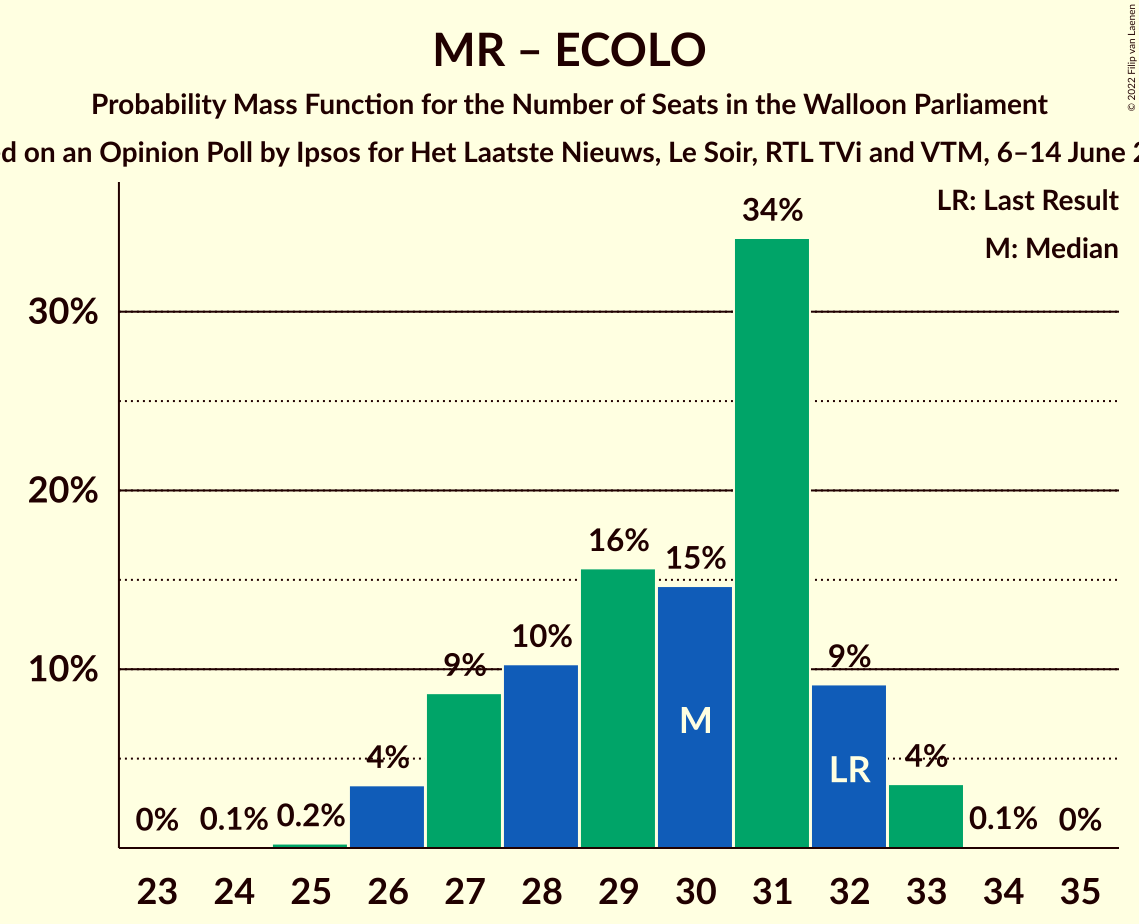 MR – ECOLO
Probability Mass Function for the Number of Seats in the Walloon Parliament
d on an Opinion Poll by Ipsos for Het Laatste Nieuws, Le Soir, RTL TVi and VTM, 6–14 June 2
© 2022 Filip van Laenen
LR: Last Result
M: Median
34%
30%
20%
16%
15%
10%
9%
10%
9%
M
LR
4%
4%
0%
0.1%
0.2%
0.1%
0%
23 24 25 26 27 28 29 30 31 32 33 34 35